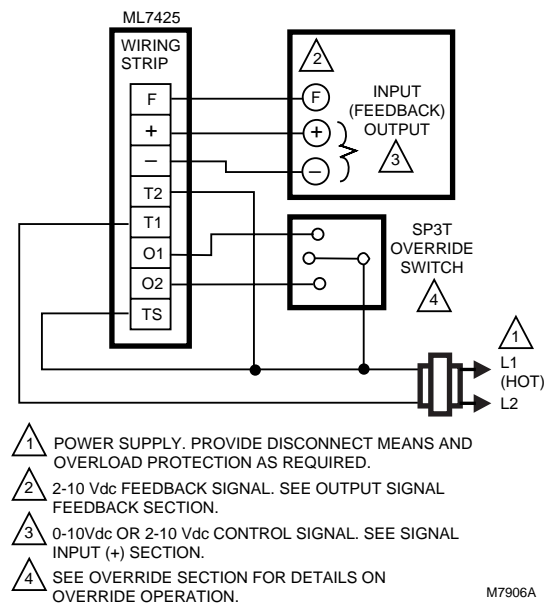 ML7425
WIRING
STRIP
F
+
−
T2
T1
O1
O2
TS
2
F
+
−
INPUT
(FEEDBACK)
OUTPUT
3
SP3T
OVERRIDE
SWITCH
4
1
L1
(HOT)
L2
1 POWER SUPPLY. PROVIDE DISCONNECT MEANS AND
OVERLOAD PROTECTION AS REQUIRED.
2 2-10 Vdc FEEDBACK SIGNAL. SEE OUTPUT SIGNAL
FEEDBACK SECTION.
3 0-10Vdc OR 2-10 Vdc CONTROL SIGNAL. SEE SIGNAL
INPUT (+) SECTION.
4 SEE OVERRIDE SECTION FOR DETAILS ON
OVERRIDE OPERATION.
M7906A